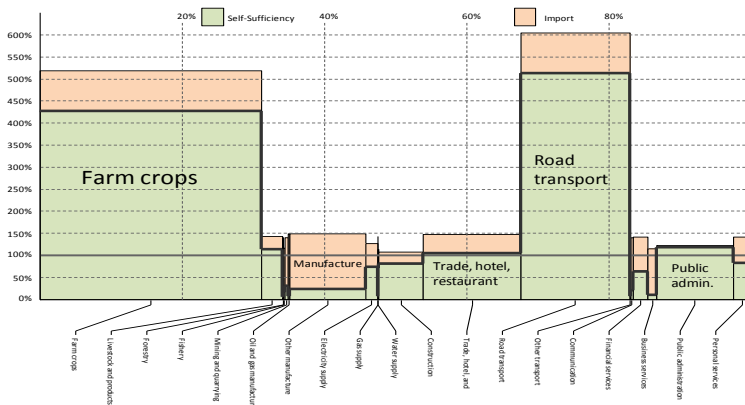 20%
Self-Sufficiency
40%
Import
60%
80%
600%
550%
500%
450%
400%
350%
300%
250%
200%
150%
100%
50%
0%
Farm crops
Manufacture
Trade, hotel,
restaurant
Road
transport
Public
admin.
Farm crops
Livestock and products
Forestry
Fishery
Mining and quarrying
Oil and gas manufactur
Other manufacture
Electricity supply
Gas supply
Water supply
Construction
Trade, hotel, and
Road transport
Other transport
Communication
Financial services
Business services
Public administration
Personal services